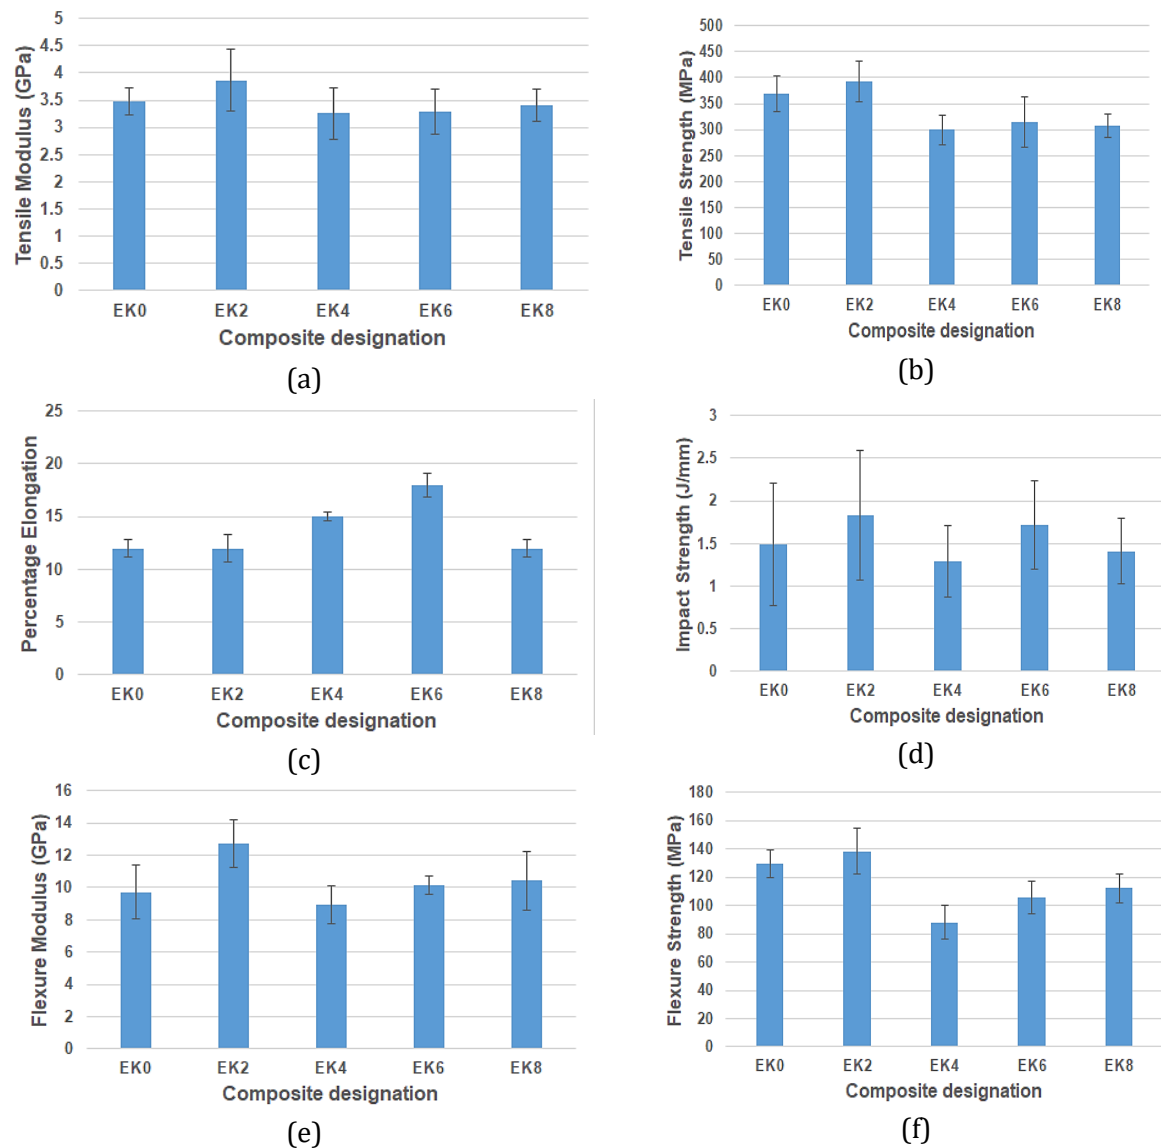 Tensile Modulus (GPa)
5
4.5
4
3.5
3
2.5
2
1.5
1
0.5
0
EK0 EK2 EK4 EK6 EK8
Composite designation
(a)
Tensile Strength (MPa)
500
450
400
350
300
250
200
150
100
50
0
EK0 EK2 EK4 EK6 EK8
Composite designation
(b)
Percentage Elongation
25
20
15
10
5
0
EK0 EK2 EK4 EK6 EK8
Composite designation
(c)
Impact Strength (J/mm)
3
2.5
2
1.5
1
0.5
0
EK0 EK2 EK4 EK6 EK8
Composite designation
(d)
Flexure Modulus (GPa)
16
14
12
10
8
6
4
2
0
EK0 EK2 EK4 EK6 EK8
Composite designation
(e)
Flexure Strength (MPa)
180
160
140
120
100
80
60
40
20
0
EK0 EK2 EK4 EK6 EK8
Composite designation
(f)